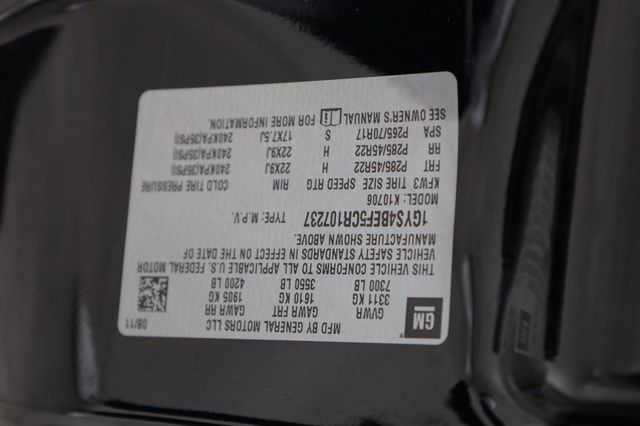 GM
MFD BY GENERAL MOTORS LLC 08/11
GVWR GAWR FRT GAWR RR
3311 KG 1610 KG 1905 KG
7300 LB 3550 LB 4200 LB
THIS VEHICLE CONFORMS TO ALL APPLICABLE U.S. FEDERAL MOTOR
VEHICLE SAFETY STANDARDS IN EFFECT ON THE DATE OF
MANUFACTURE SHOWN ABOVE.
1GYS4BEF5CR107237 TYPE: M.P.V.
MODEL: K10706
KFW3 TIRE SIZE SPEED RTG RIM COLD TIRE PRESSURE
FRT P285/45R22 H 22X9J 240KPA(35PSI)
RR P285/45R22 H 22X9J 240KPA(35PSI)
SPA P265/70R17 S 17X7.5J 240KPA(35PSI)
SEE OWNER'S MANUAL FOR MORE INFORMATION.